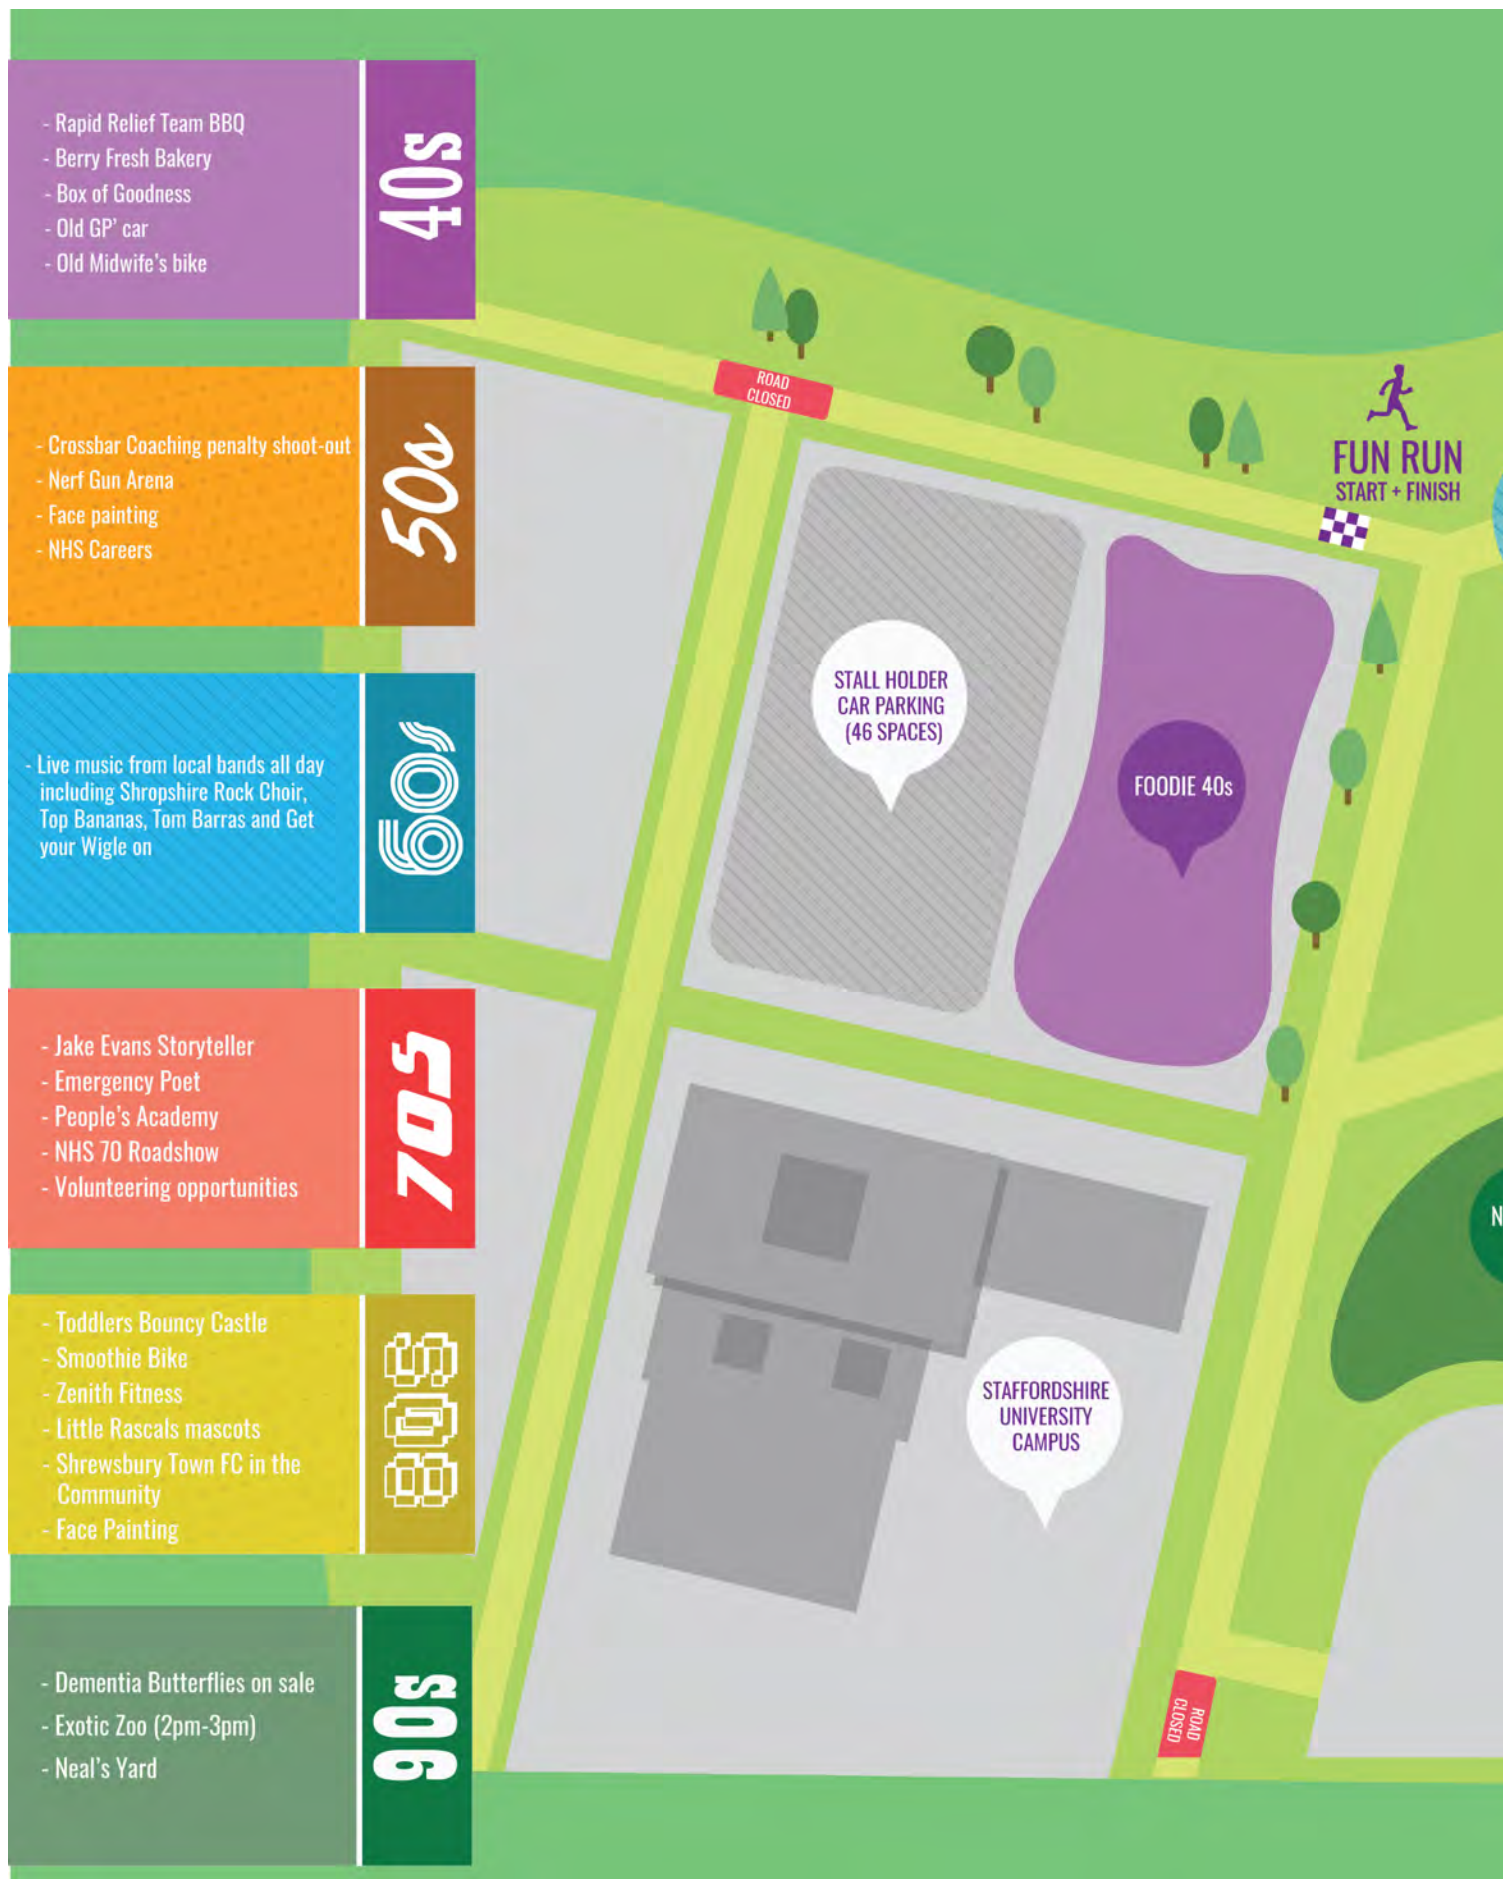 - Rapid Relief Team BBQ
- Berry Fresh Bakery
- Box of Goodness
- Old GP' car
- Old Midwife's bike
40s
- Crossbar Coaching penalty shoot-out
- Nerf Gun Arena
- Face painting
- NHS Careers
50s
- Live music from local bands all day
including Shropshire Rock Choir,
Top Bananas, Tom Barras and Get
your Wigle on
60s
- Jake Evans Storyteller
- Emergency Poet
- People's Academy
- NHS 70 Roadshow
- Volunteering opportunities
70s
- Toddlers Bouncy Castle
- Smoothie Bike
- Zenith Fitness
- Little Rascals mascots
- Shrewsbury Town FC in the
Community
- Face Painting
80s
- Dementia Butterflies on sale
- Exotic Zoo (2pm-3pm)
- Neal's Yard
90s
ROAD
CLOSED
FUN RUN
START + FINISH
STALL HOLDER
CAR PARKING
(46 SPACES)
FOODIE 40s
STAFFORDSHIRE
UNIVERSITY
CAMPUS
ROAD
CLOSED